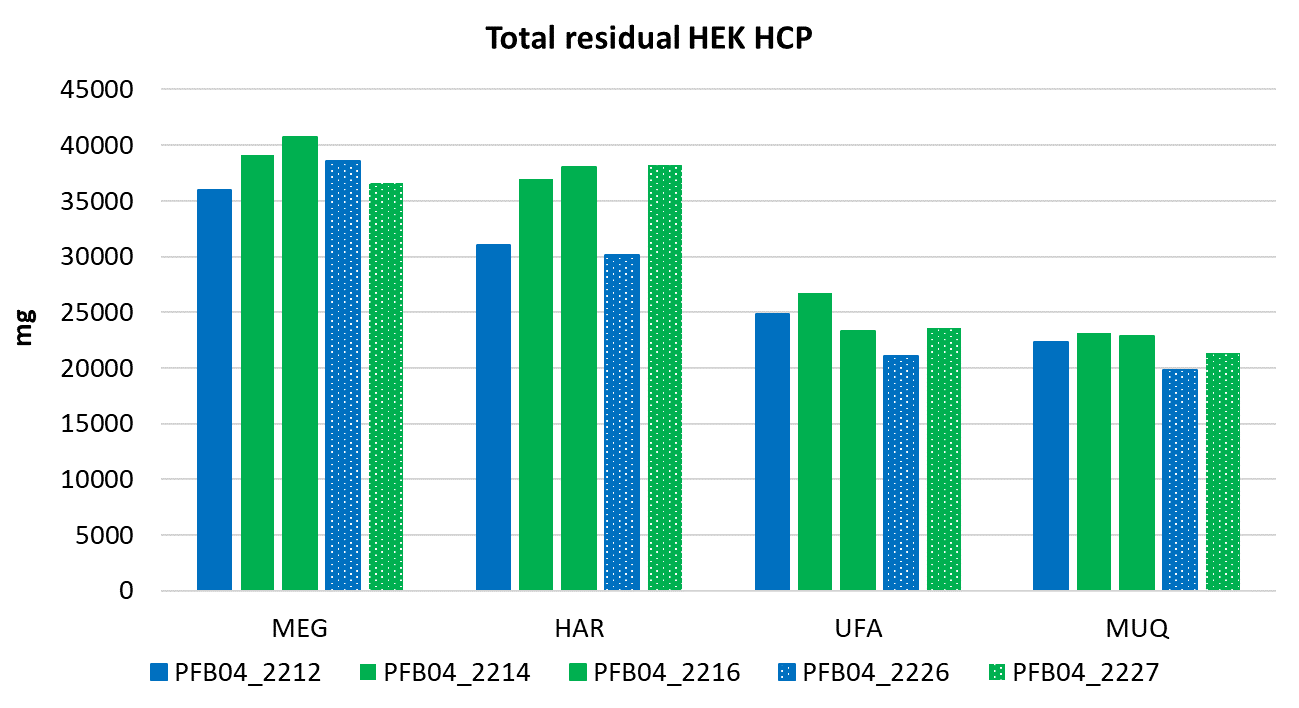 Total residual HEK HCP
45000
40000
35000
30000
25000
20000
15000
10000
5000
0
mg
MEG HAR UFA MUQ
PFB04_2212 PFB04_2214 PFB04_2216 PFB04_2226 PFB04_2227